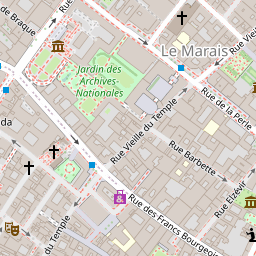 de Braque
Rue
Le Marais
Rue Vie
Jardin des
Archives-
Nationales
Rue de la Perle
da
Rue Vieille du Temple
Rue Barbette
Rue Elzévir
du Temple
Rue des Francs Bourgeois